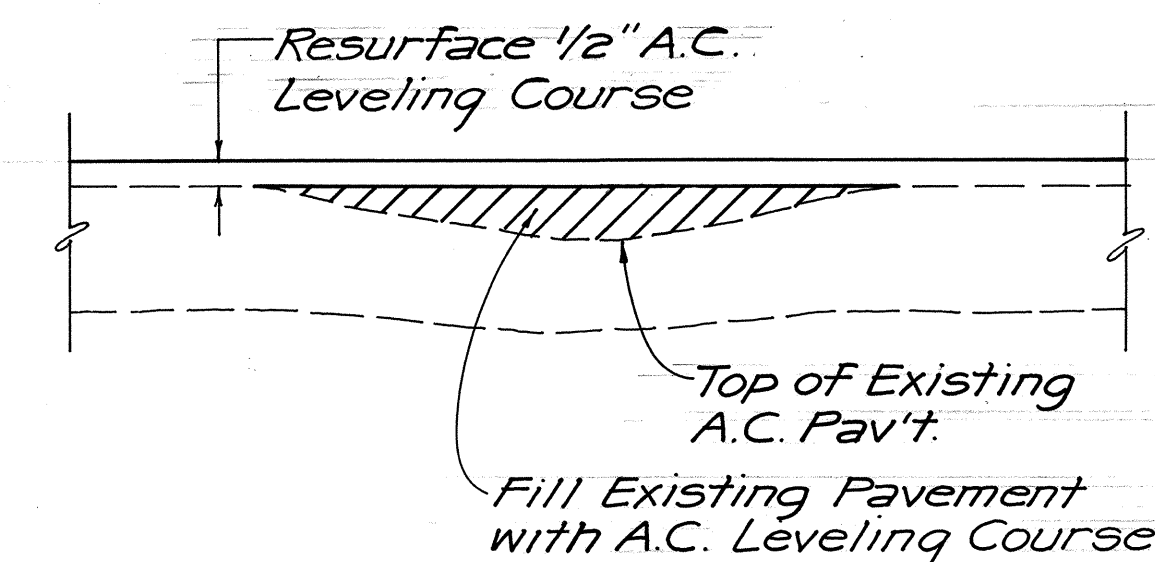 Resurface 1/2" A.C.
Leveling Course
Top of Existing
A.C. Pav't.
Fill Existing Pavement
with A.C. Leveling Course